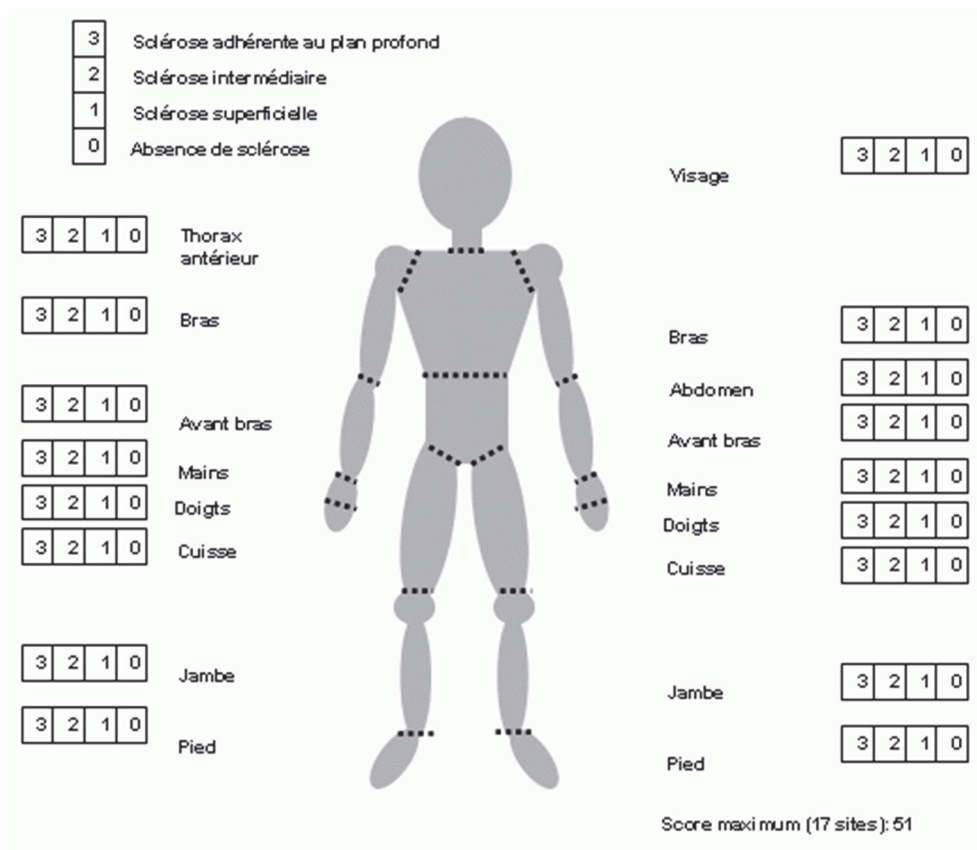 3 Sclérose adhérente au plan profond
2 Sclérose intermédiaire
1 Sclérose superficielle
0 Absence de sclérose
3 2 1 0 Thorax
antérieur
3 2 1 0 Bras
3 2 1 0 Avant bras
3 2 1 0 Mains
3 2 1 0 Doigts
3 2 1 0 Cuisse
3 2 1 0 Jambe
3 2 1 0 Pied
Visage 3 2 1 0
Bras 3 2 1 0
Abdomen 3 2 1 0
Avant bras 3 2 1 0
Mains 3 2 1 0
Doigts 3 2 1 0
Cuisse 3 2 1 0
Jambe 3 2 1 0
Pied 3 2 1 0
Score maximum (17 sites): 51